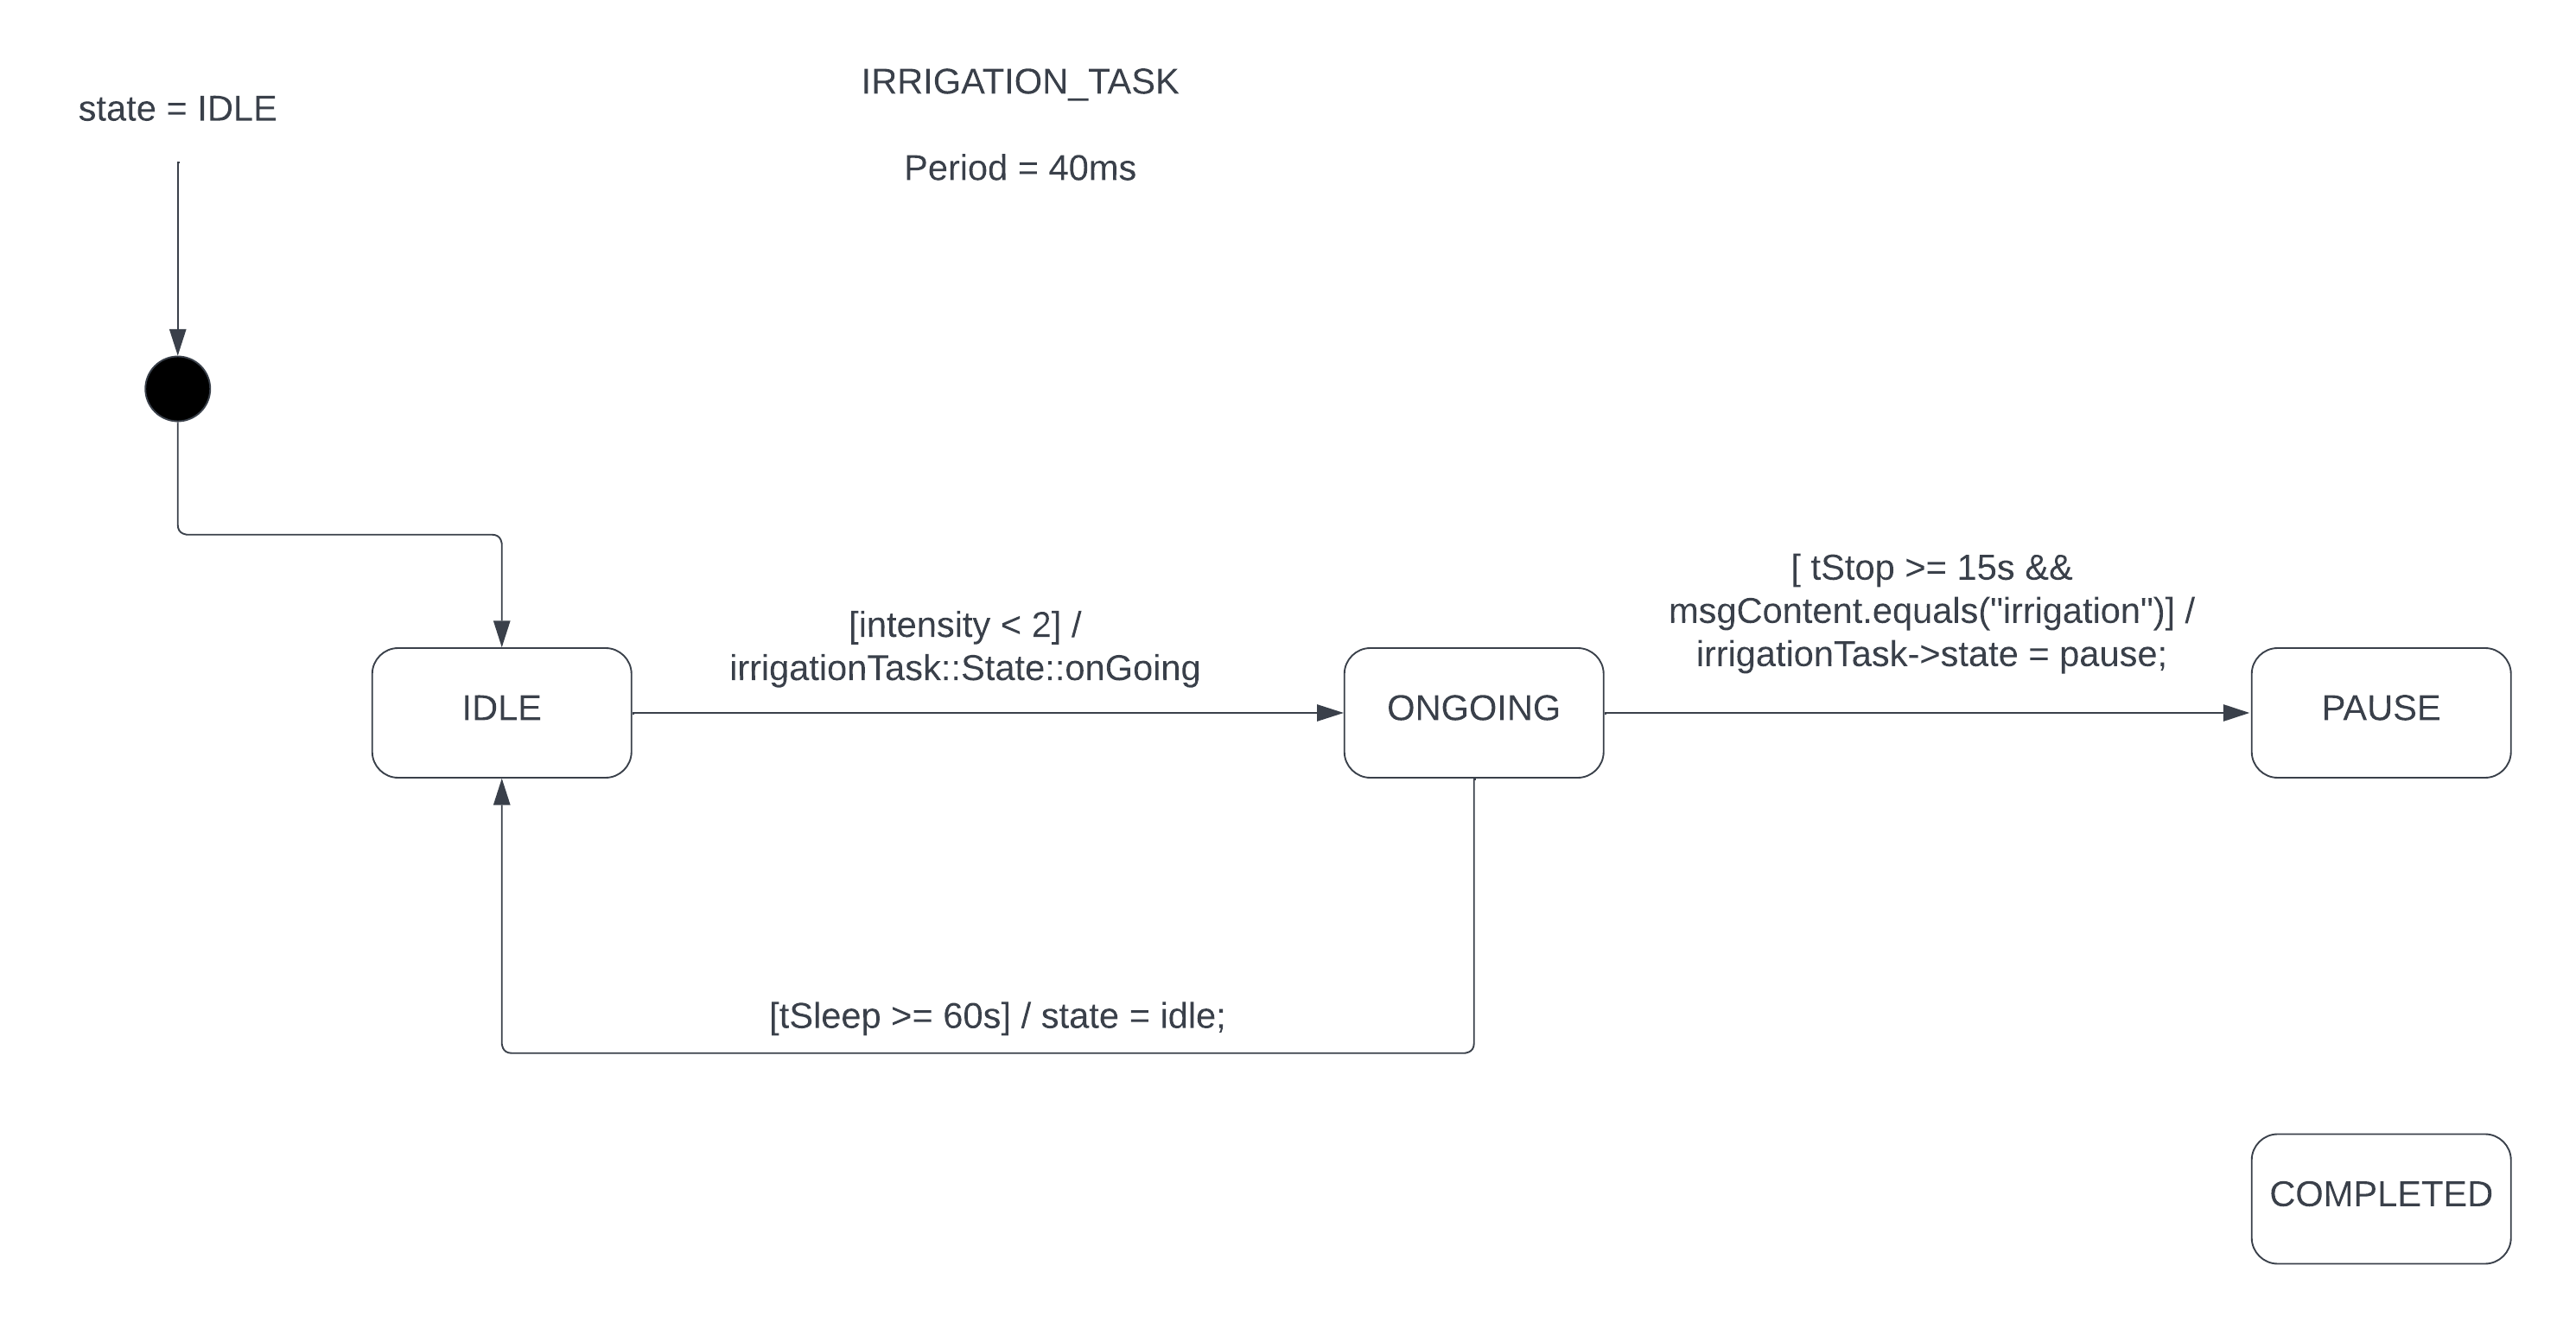 IRRIGATION_TASK
state = IDLE
Period = 40ms
[ tStop >= 15s &&
msgContent.equals("irrigation")] /
irrigationTask->state = pause;
[intensity < 2] /
irrigationTask::State::onGoing
IDLE
ONGOING
PAUSE
[tSleep >= 60s] / state = idle;
COMPLETED